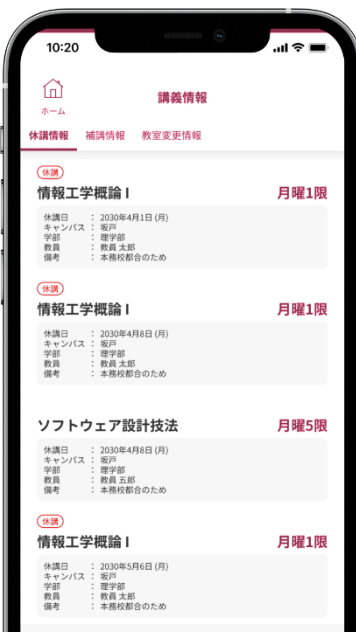 10:20
講義情報
ホーム
休講情報 補講情報 教室変更情報
休講
情報工学概論 I 月曜1限
休講日 : 2030年4月1日 (月)
キャンパス : 坂戸
学部 : 理学部
教員 : 教員 太郎
備考 : 本務校都合のため
休講
情報工学概論 I 月曜1限
休講日 : 2030年4月8日 (月)
キャンパス : 坂戸
学部 : 理学部
教員 : 教員 太郎
備考 : 本務校都合のため
ソフトウェア設計技法 月曜5限
休講日 : 2030年4月8日 (月)
キャンパス : 坂戸
学部 : 理学部
教員 : 教員 五郎
備考 : 本務校都合のため
休講
情報工学概論 I 月曜1限
休講日 : 2030年5月6日 (月)
キャンパス : 坂戸
学部 : 理学部
教員 : 教員 太郎
備考 : 本務校都合のため